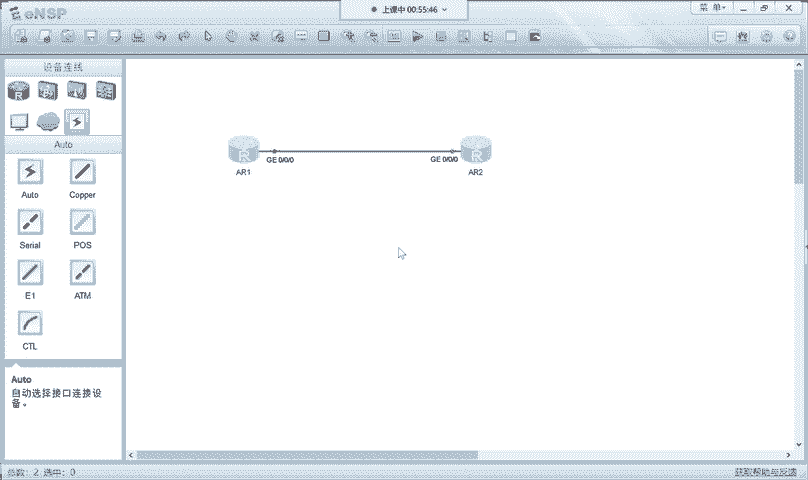 eNSP
上课中 00:55:46
菜 单
设备连线
Auto
Auto
Copper
Serial
POS
E1
ATM
CTL
Auto
自动选择接口连接设
备。
GE 0/0/0
GE 0/0/0
AR1
AR2
总数: 2 选中: 0
获取帮助与反馈